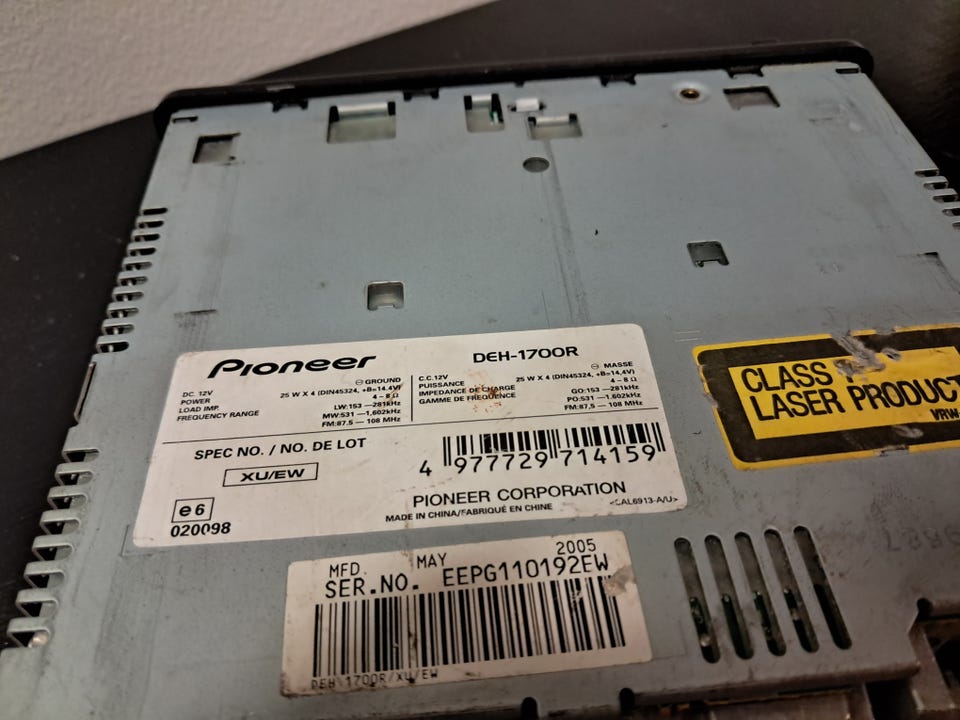 Pioneer DEH-1700R
⊖ GROUND
DC. 12V
POWER 25 W X 4 (DIN45324, +B=14,4V)
LOAD IMP. 4 – 8 Ω
FREQUENCY RANGE LW:153 —281kHz
MW:531 —1,602kHz
FM:87.5 — 108 MHz
⊖ MASSE
C.C.12V
PUISSANCE 25 W X 4 (DIN45324, +B=14,4V)
IMPEDANCE DE CHARGE 4 – 8 Ω
GAMME DE FREQUENCE GO:153 —281kHz
PO:531 —1,602kHz
FM:87.5 — 108 MHz
SPEC NO. / NO. DE LOT
XU/EW
4 977729 714159
e6
020098
PIONEER CORPORATION
MADE IN CHINA/FABRIQUÉ EN CHINE <CAL6913-A/U>
CLASS
LASER PRODUCT
VRW-
MFD. MAY 2005
SER.NO. EEPG110192EW
DEH-1700R/XU/EW